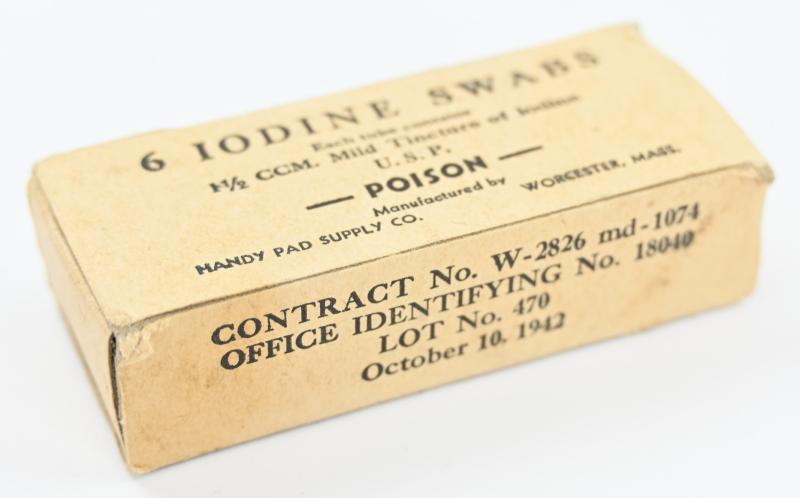 6 IODINE SWABS
Each tube contains
1½ CCM. Mild Tincture of Iodine
U.S.P.
— POISON —
Manufactured by
HANDY PAD SUPPLY CO. WORCESTER, MASS.
CONTRACT No. W-2826 md-1074
OFFICE IDENTIFYING No. 18040
LOT No. 470
October 10, 1942